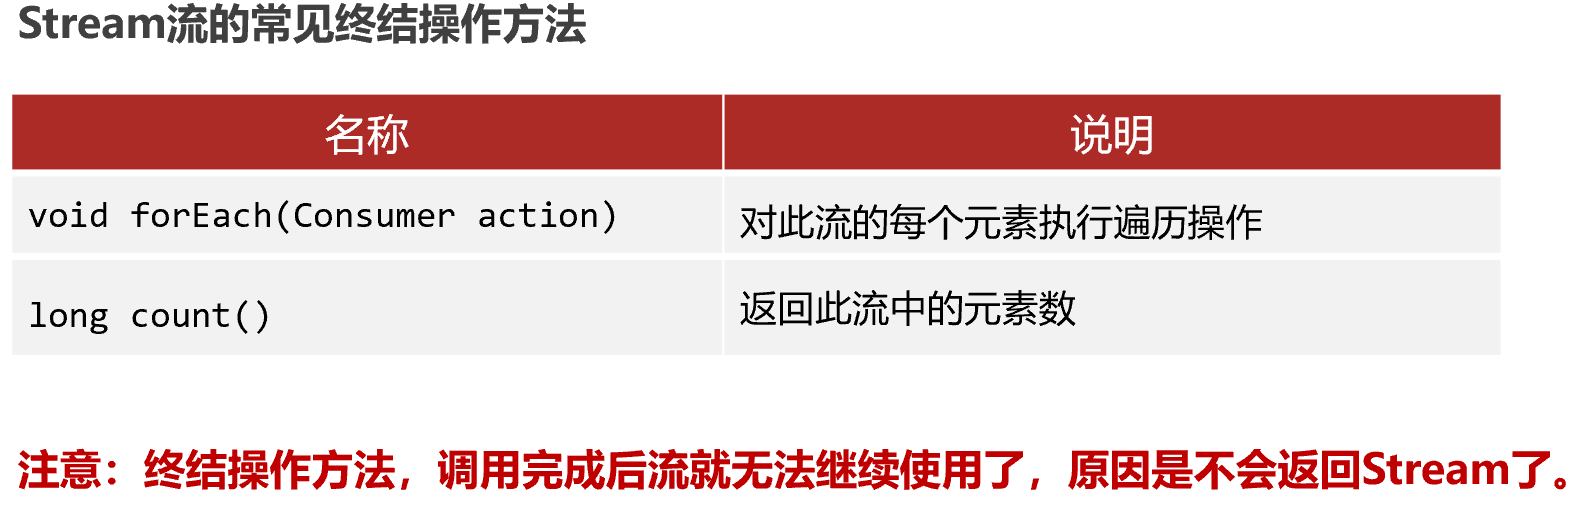 Stream流的常见终结操作方法
名称 说明
void forEach(Consumer action) 对此流的每个元素执行遍历操作
long count() 返回此流中的元素数
注意：终结操作方法，调用完成后流就无法继续使用了，原因是不会返回Stream了。